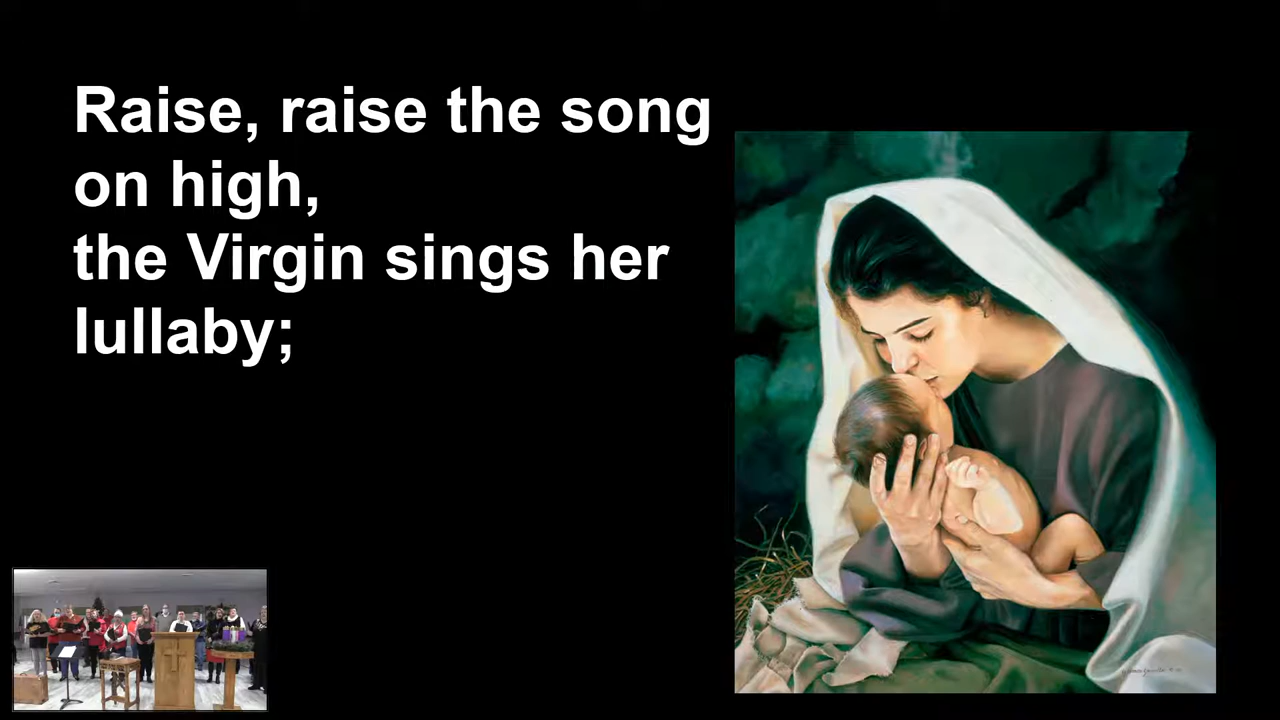 Raise, raise the song
on high,
the Virgin sings her
lullaby;